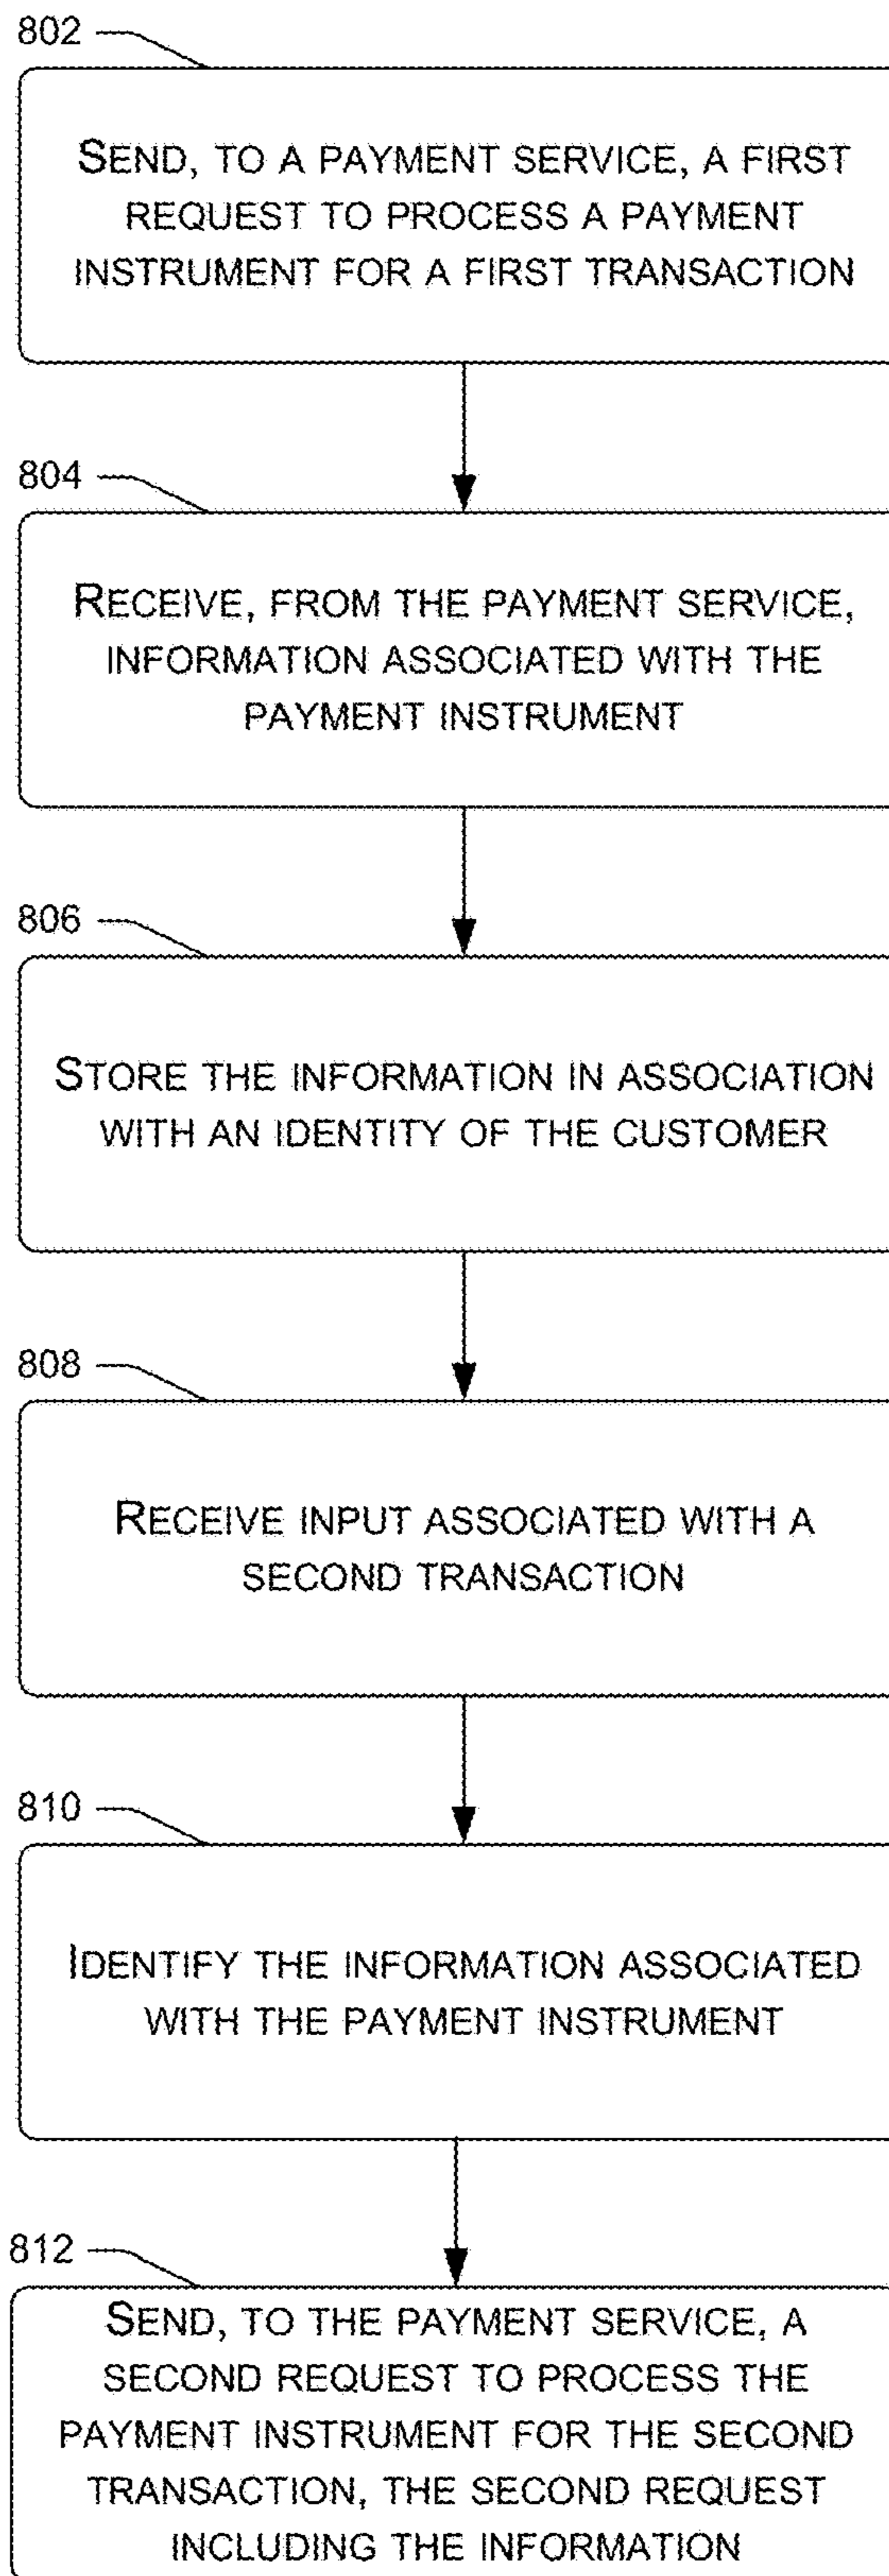 802
SEND, TO A PAYMENT SERVICE, A FIRST
REQUEST TO PROCESS A PAYMENT
INSTRUMENT FOR A FIRST TRANSACTION
804
RECEIVE, FROM THE PAYMENT SERVICE,
INFORMATION ASSOCIATED WITH THE
PAYMENT INSTRUMENT
806
STORE THE INFORMATION IN ASSOCIATION
WITH AN IDENTITY OF THE CUSTOMER
808
RECEIVE INPUT ASSOCIATED WITH A
SECOND TRANSACTION
810
IDENTIFY THE INFORMATION ASSOCIATED
WITH THE PAYMENT INSTRUMENT
812
SEND, TO THE PAYMENT SERVICE, A
SECOND REQUEST TO PROCESS THE
PAYMENT INSTRUMENT FOR THE SECOND
TRANSACTION, THE SECOND REQUEST
INCLUDING THE INFORMATION